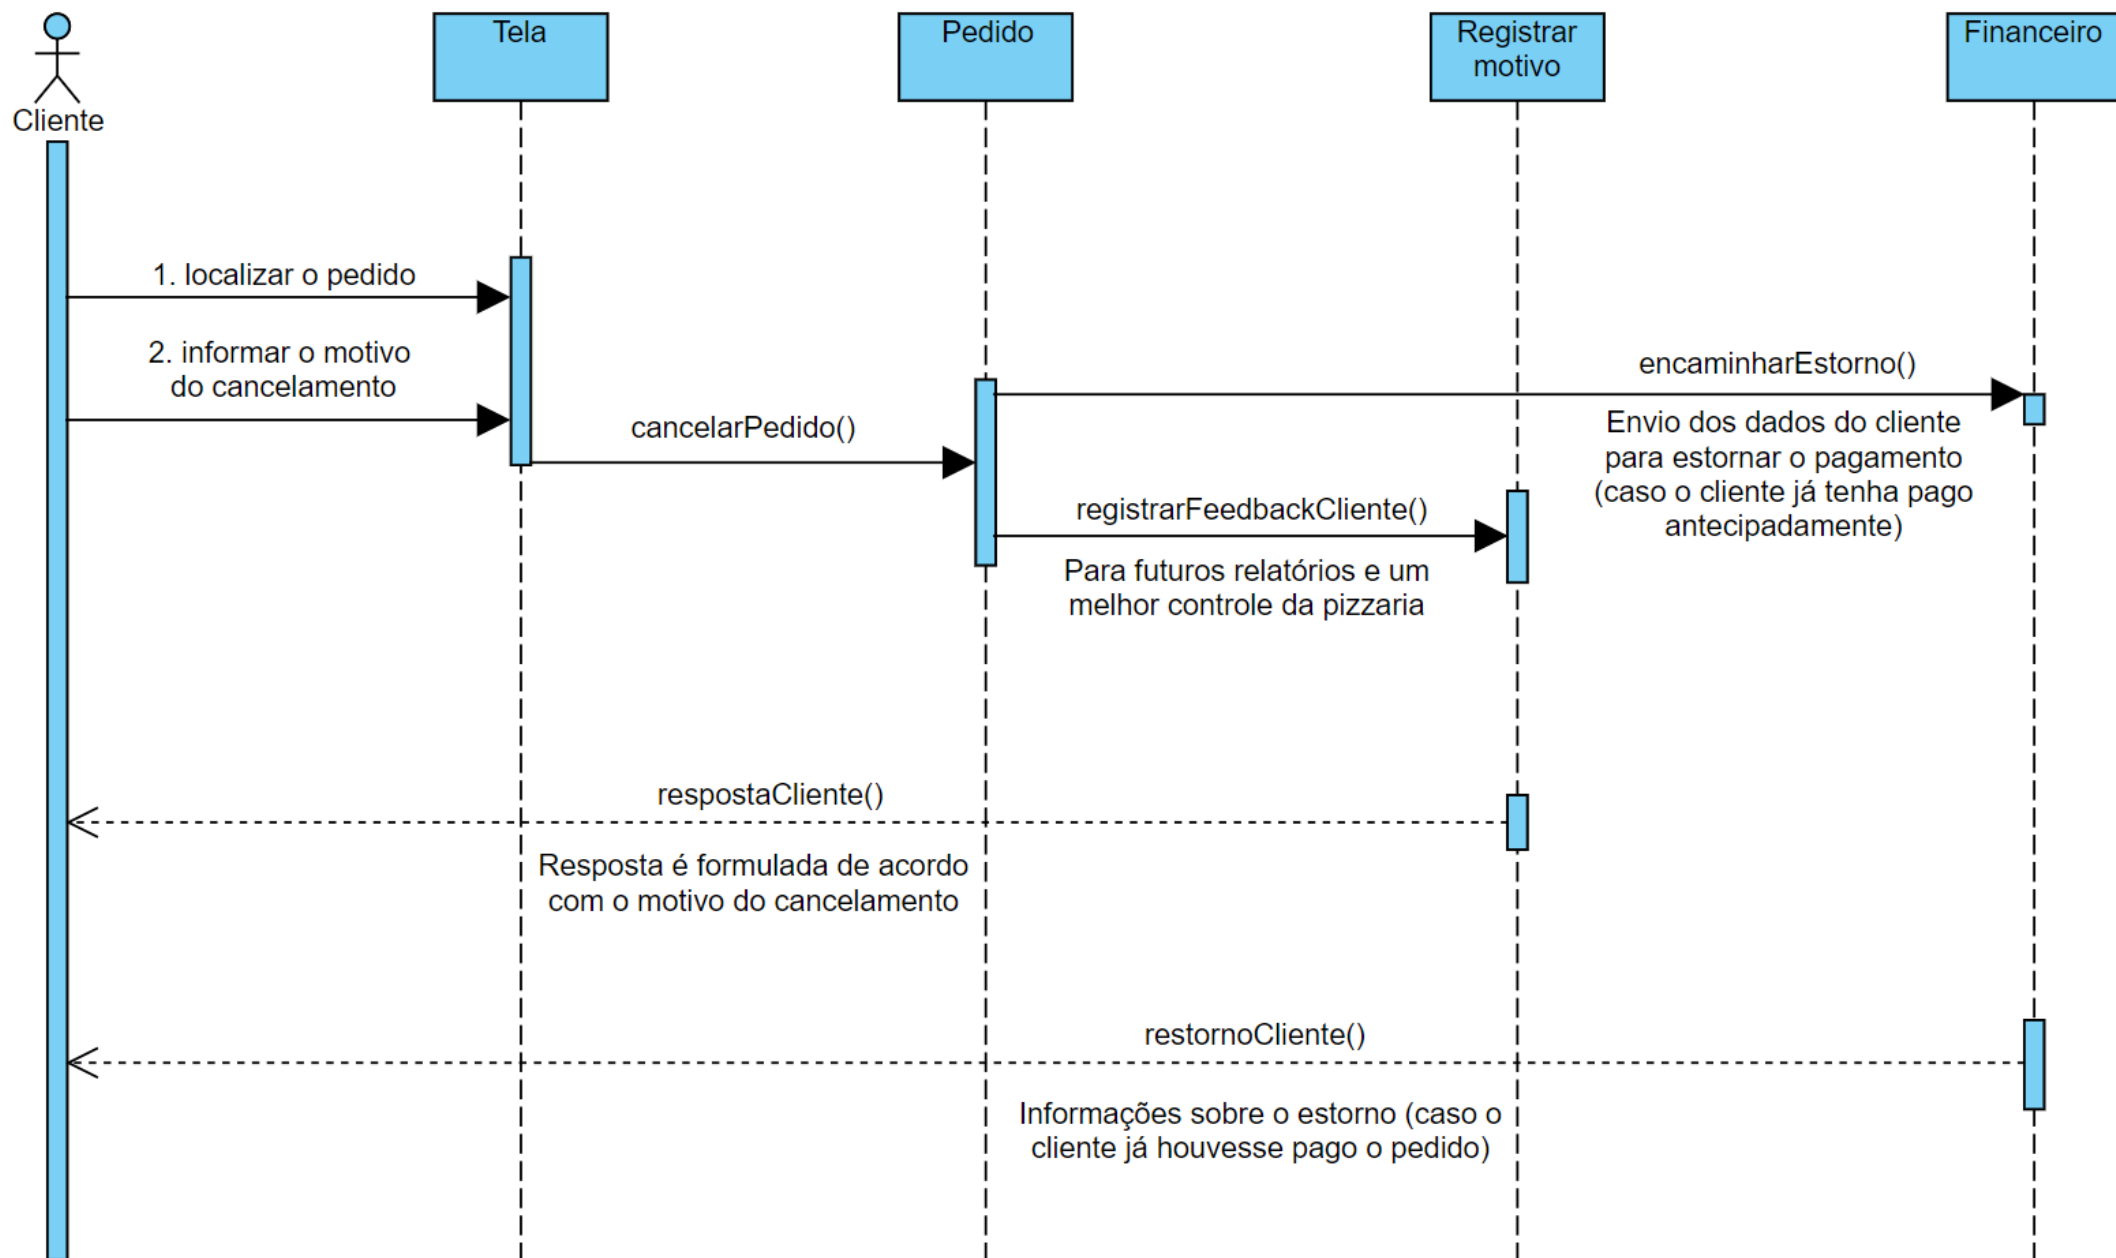 Cliente
Tela
Pedido
Registrar
motivo
Financeiro
1. localizar o pedido
2. informar o motivo
do cancelamento
encaminharEstorno()
Envio dos dados do cliente
para estornar o pagamento
(caso o cliente já tenha pago
antecipadamente)
cancelarPedido()
registrarFeedbackCliente()
Para futuros relatórios e um
melhor controle da pizzaria
respostaCliente()
Resposta é formulada de acordo
com o motivo do cancelamento
restornoCliente()
Informações sobre o estorno (caso o
cliente já houvesse pago o pedido)